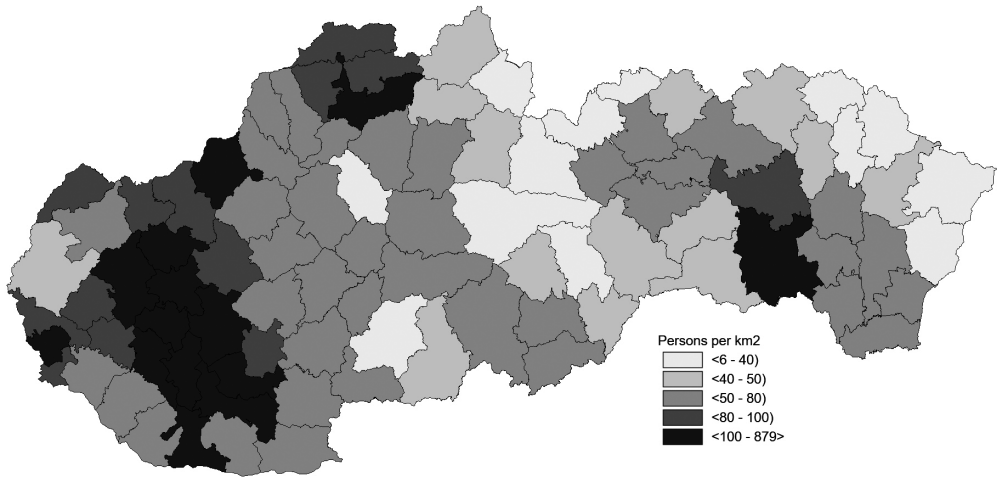 Persons per km2
<6 - 40)
<40 - 50)
<50 - 80)
<80 - 100)
<100 - 879>